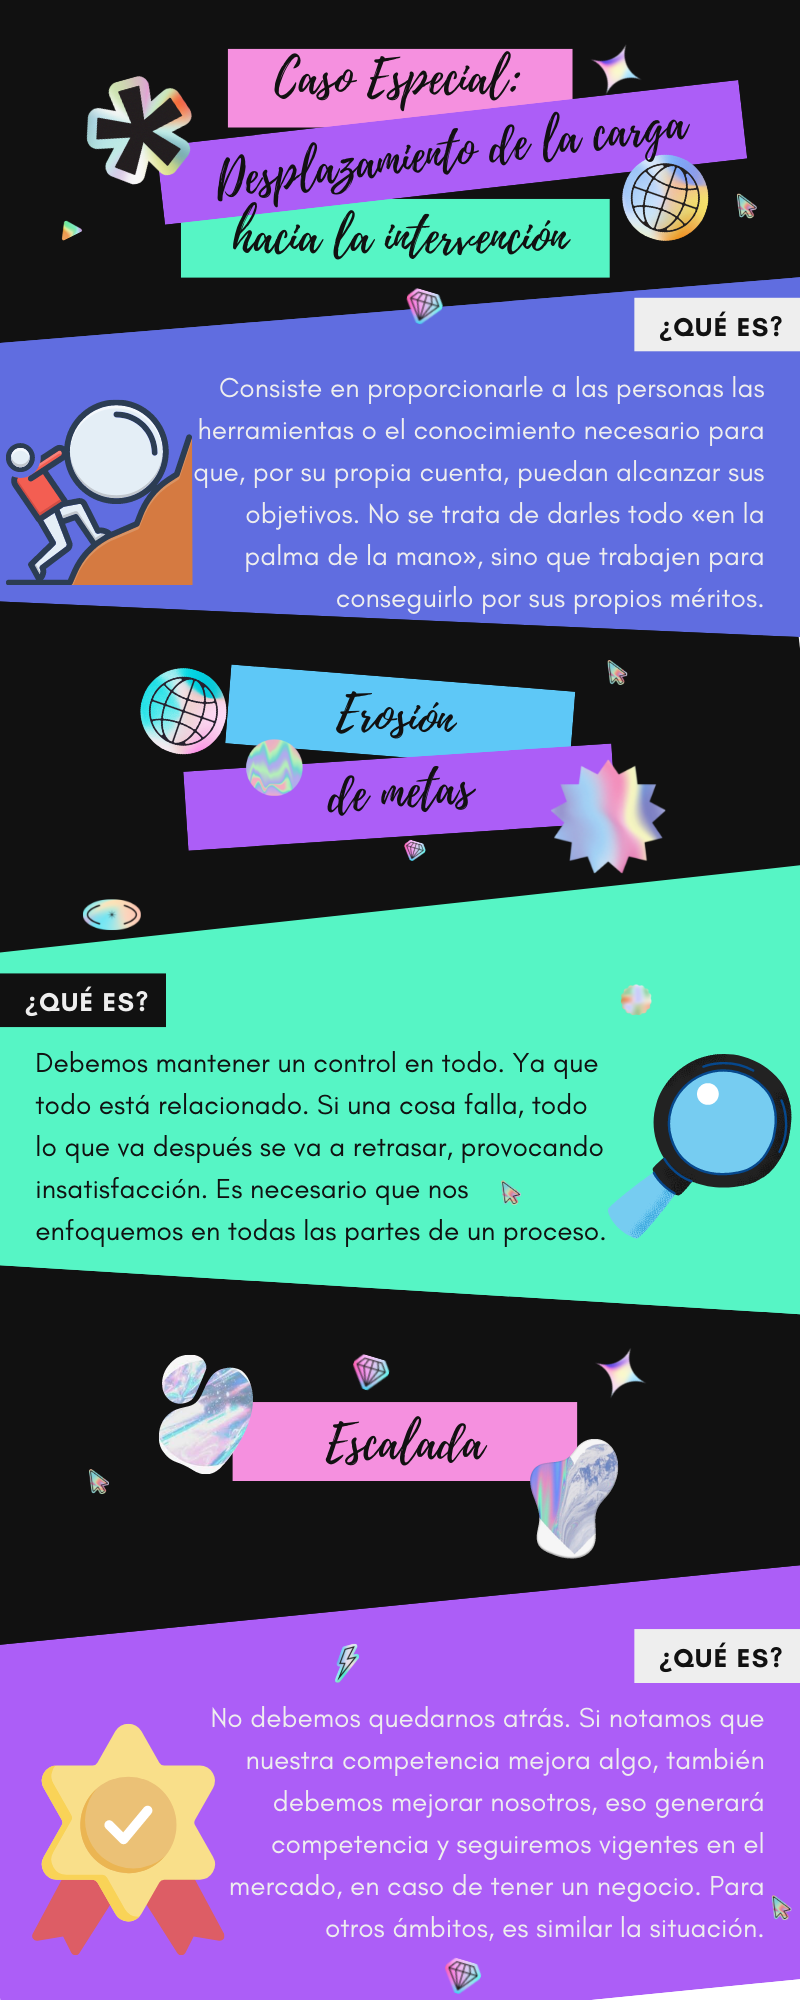 Caso Especial:
Desplazamiento de la carga
hacia la intervención
¿QUÉ ES?
Consiste en proporcionarle a las personas las
herramientas o el conocimiento necesario para
que, por su propia cuenta, puedan alcanzar sus
objetivos. No se trata de darles todo «en la
palma de la mano», sino que trabajen para
conseguirlo por sus propios méritos.
Erosión
de metas
¿QUÉ ES?
Debemos mantener un control en todo. Ya que
todo está relacionado. Si una cosa falla, todo
lo que va después se va a retrasar, provocando
insatisfacción. Es necesario que nos
enfoquemos en todas las partes de un proceso.
Escalada
¿QUÉ ES?
No debemos quedarnos atrás. Si notamos que
nuestra competencia mejora algo, también
debemos mejorar nosotros, eso generará
competencia y seguiremos vigentes en el
mercado, en caso de tener un negocio. Para
otros ámbitos, es similar la situación.